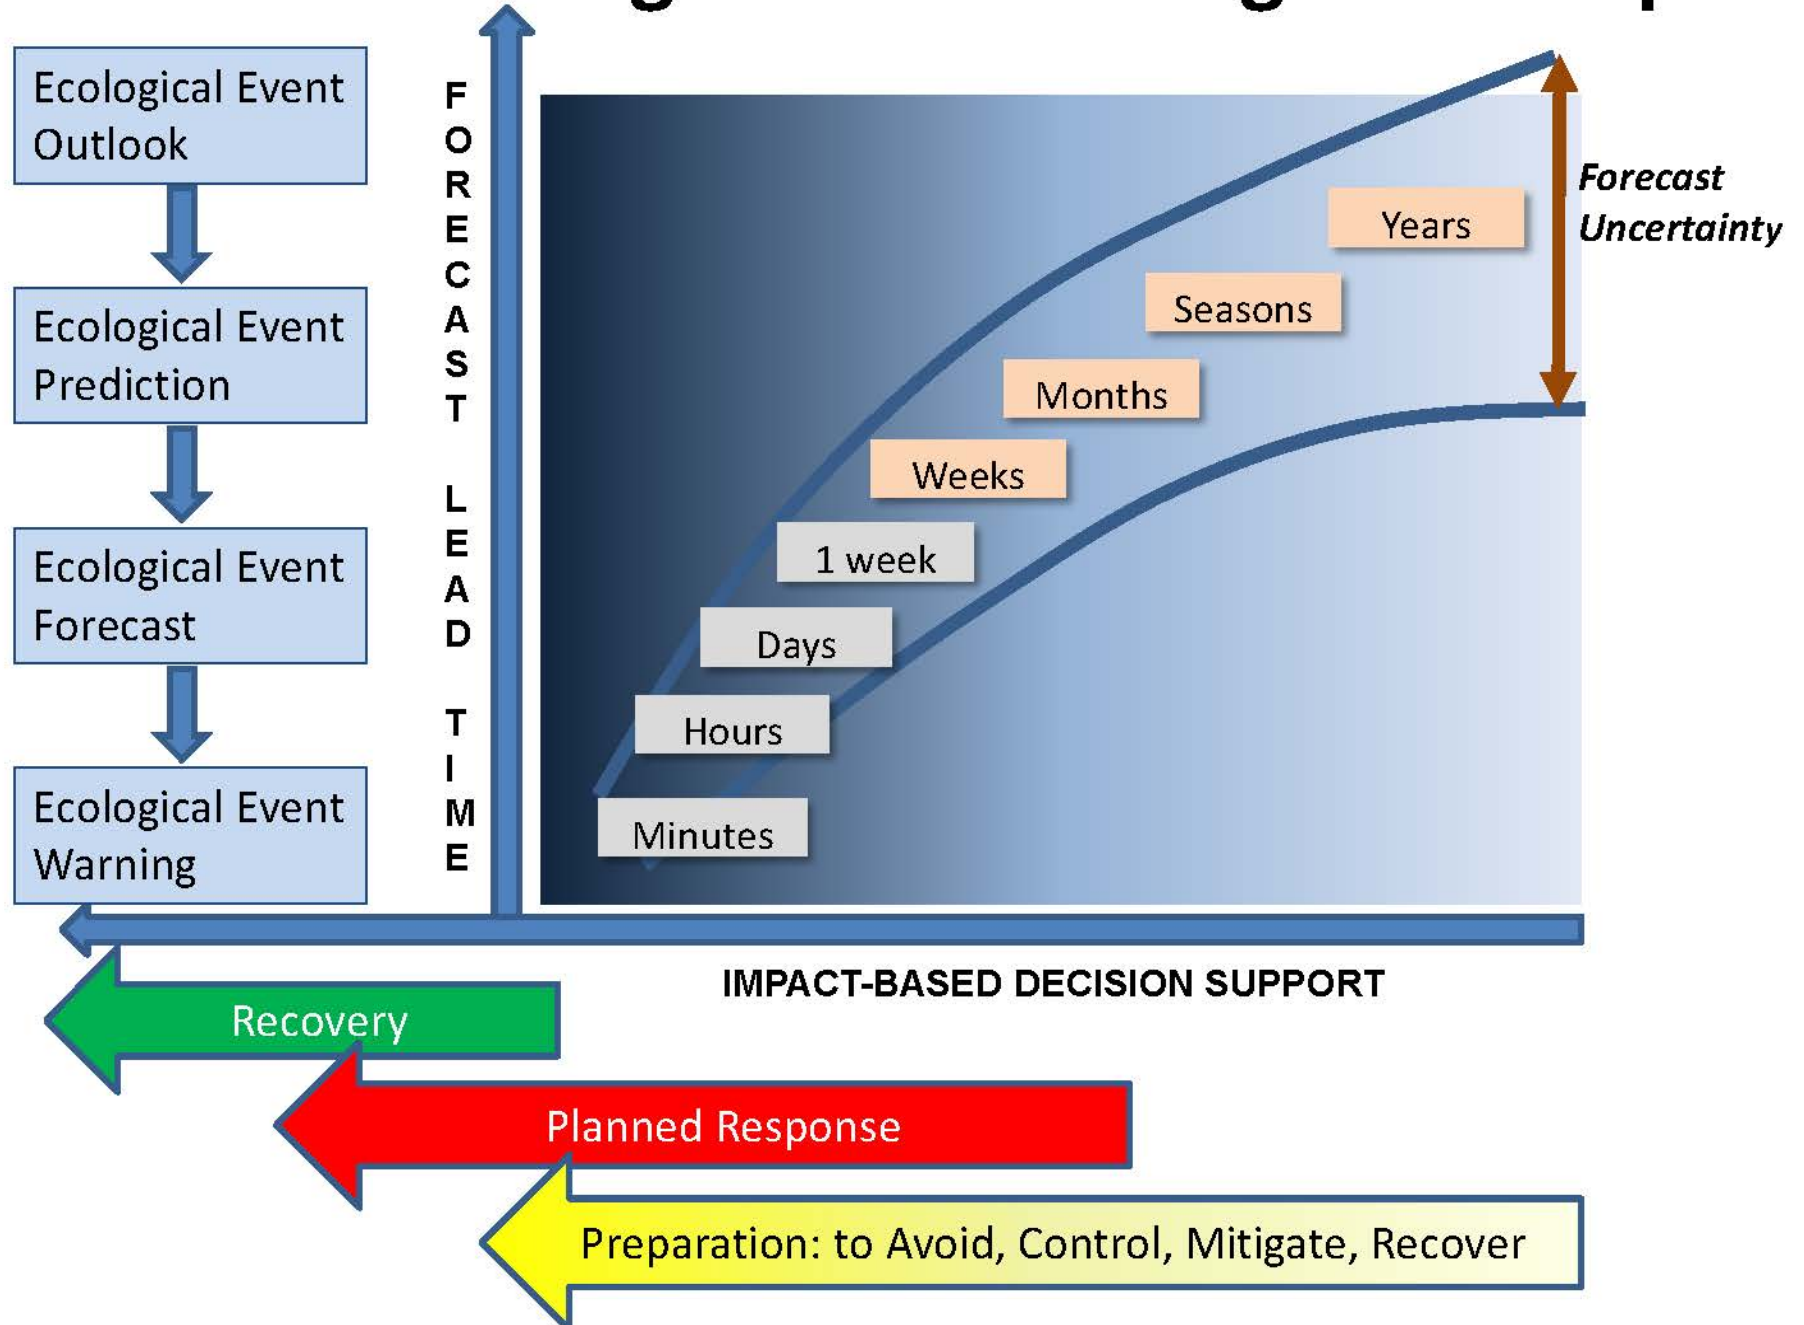 Ecological Event
Outlook
Ecological Event
Prediction
Ecological Event
Forecast
Ecological Event
Warning
FORECAST LEAD TIME
Years
Seasons
Months
Weeks
1 week
Days
Hours
Minutes
Forecast
Uncertainty
IMPACT-BASED DECISION SUPPORT
Recovery
Planned Response
Preparation: to Avoid, Control, Mitigate, Recover